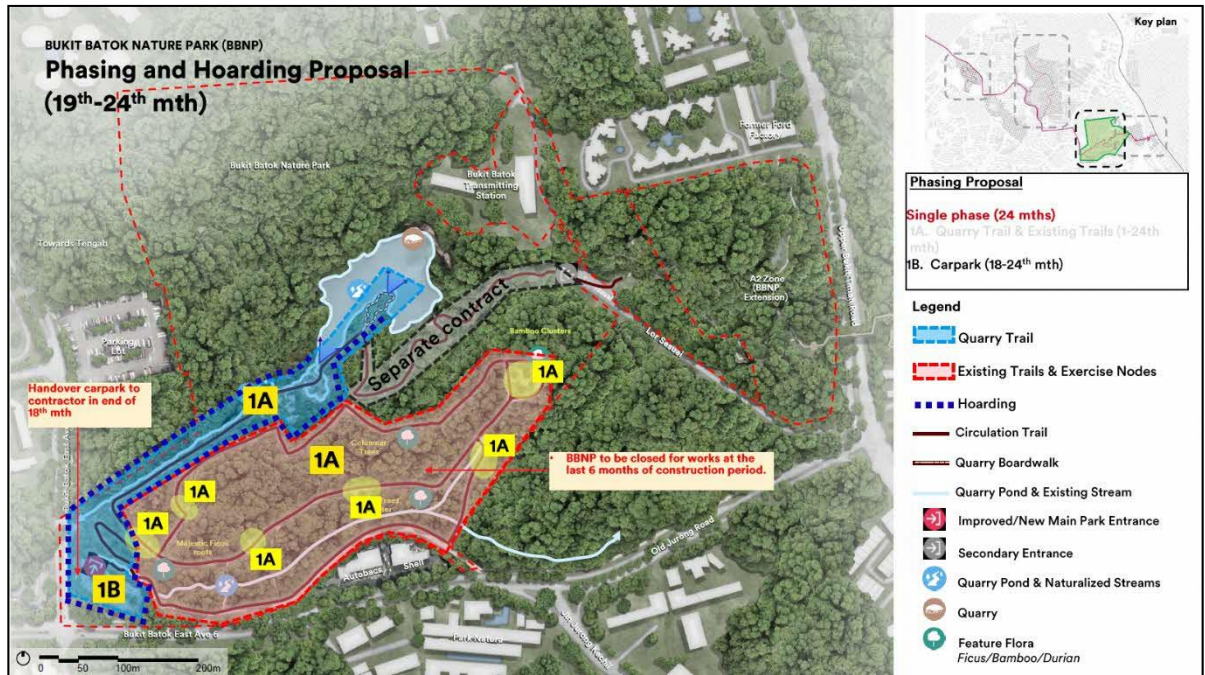 BUKIT BATOK NATURE PARK (BBNP)
Phasing and Hoarding Proposal
(19th-24th mth)
Key plan
Phasing Proposal
Single phase (24 mths)
1A. Quarry Trail & Existing Trails (1-24th
mth)
1B. Carpark (18-24th mth)
Legend
Quarry Trail
Existing Trails & Exercise Nodes
Hoarding
Circulation Trail
Quarry Boardwalk
Quarry Pond & Existing Stream
Improved/New Main Park Entrance
Secondary Entrance
Quarry Pond & Naturalized Streams
Quarry
Feature Flora
Ficus/Bamboo/Durian
Former Ford
Factory
Bukit Batok Nature Park
Bukit Batok
Transmitting
Station
Towards Tengah
A2 Zone
(BBNP
Extension)
Parking
Lot
Separate contract
Bamboo Clusters
Lor Sesuai
Handover carpark to
contractor in end of
18th mth
1A
1A
1A
1A
1A
1A
1A
1A
Trees
• BBNP to be closed for works at the
last 6 months of construction period.
Majestic Ficus
roots
1B
Autobacs
Shell
Old Jurong Road
Bukit Batok East Ave 6
Park Natura
Jln Jurong Kechil
0 50 100m 200m